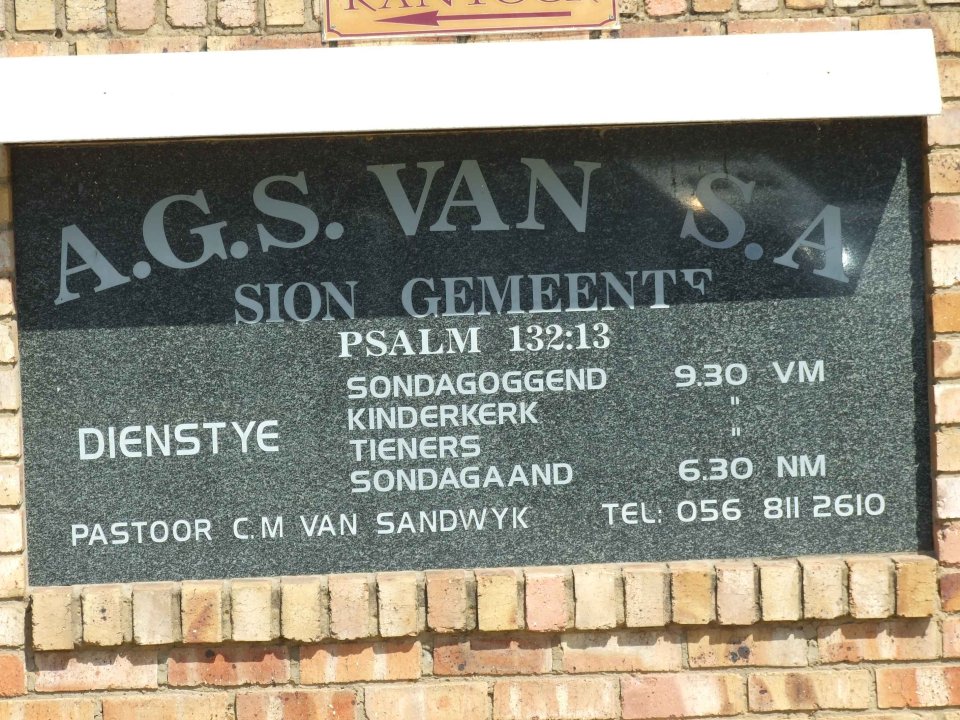 KANTOOR
A.G.S. VAN S.A
SION GEMEENTE
PSALM 132:13
DIENSTYE
SONDAGOGGEND 9.30 VM
KINDERKERK "
TIENERS "
SONDAGAAND 6.30 NM
PASTOOR C.M VAN SANDWYK TEL: 056 811 2610